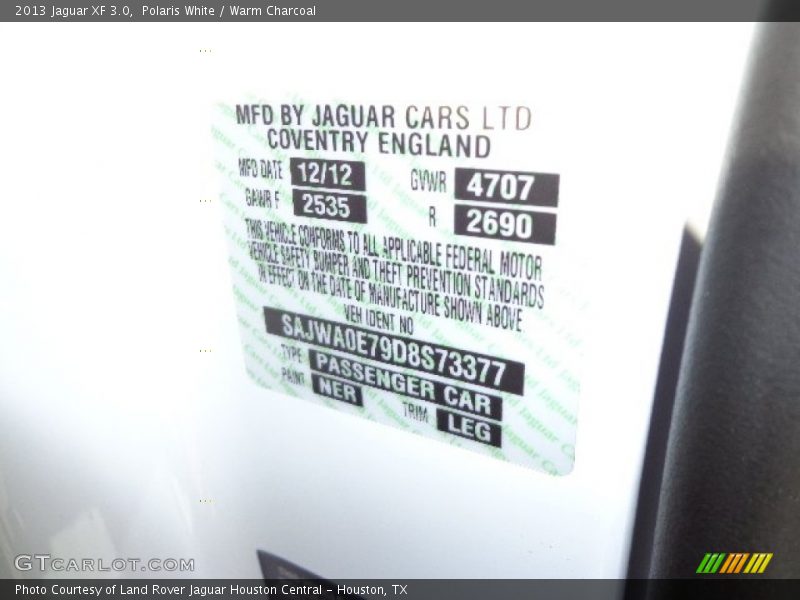 2013 Jaguar XF 3.0,  Polaris White / Warm Charcoal
MFD BY JAGUAR CARS LTD
COVENTRY ENGLAND
MFD DATE 12/12 GVWR 4707
GAWR F 2535 R 2690
THIS VEHICLE CONFORMS TO ALL APPLICABLE FEDERAL MOTOR
VEHICLE SAFETY BUMPER AND THEFT PREVENTION STANDARDS
IN EFFECT ON THE DATE OF MANUFACTURE SHOWN ABOVE
VEH IDENT NO
SAJWA0E79D8S73377
TYPE PASSENGER CAR
PAINT NER TRIM LEG
GTCARLOT.COM
Photo Courtesy of Land Rover Jaguar Houston Central - Houston, TX